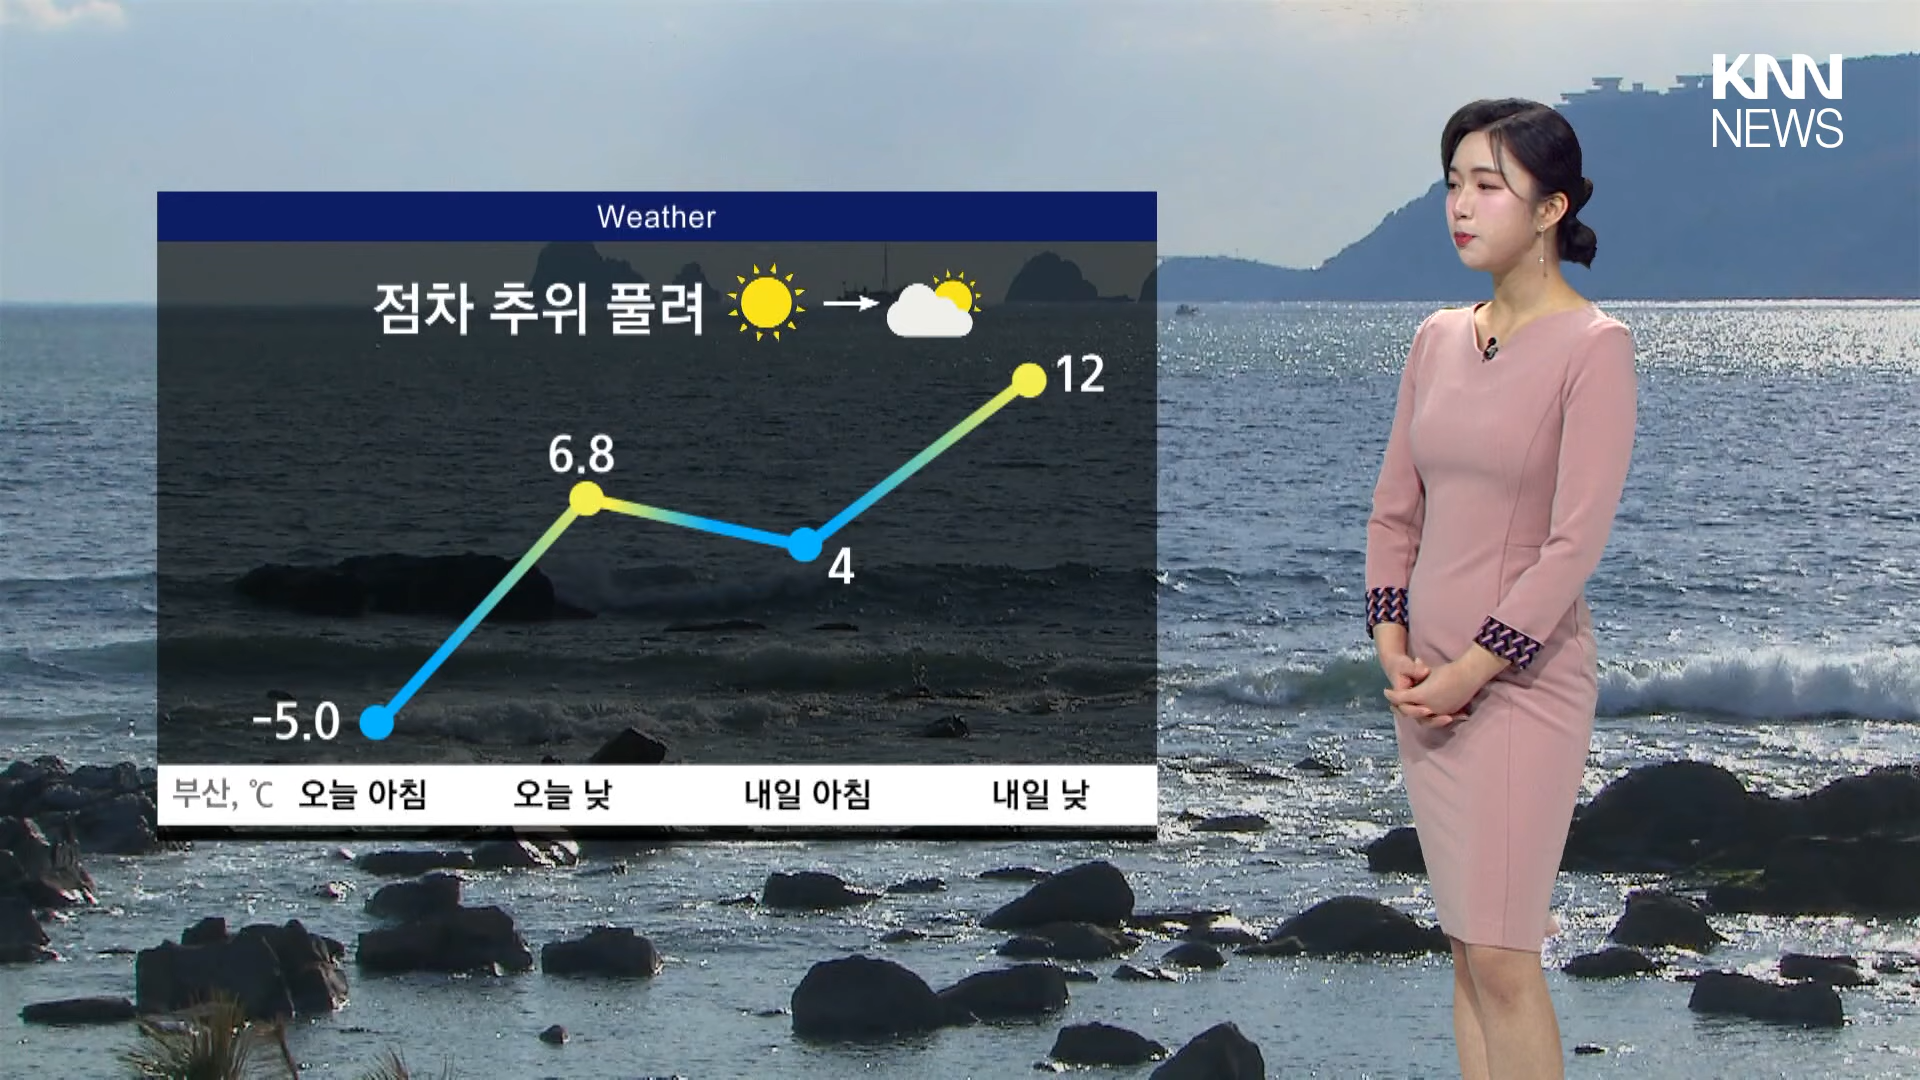 KNN
NEWS
Weather
점차 추위 풀려
12
6.8
4
-5.0
부산, ℃ 오늘 아침 오늘 낮 내일 아침 내일 낮